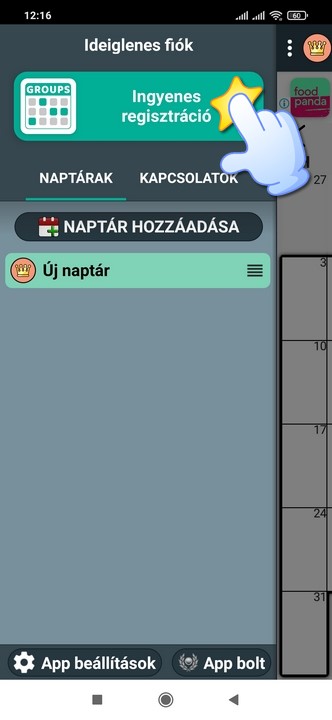 12:16
60
Ideiglenes fiók
GROUPS
Ingyenes
regisztráció
food
panda
NAPTÁRAK
KAPCSOLATOK
27
NAPTÁR HOZZÁADÁSA
Új naptár
3
10
17
24
31
App beállítások
App bolt